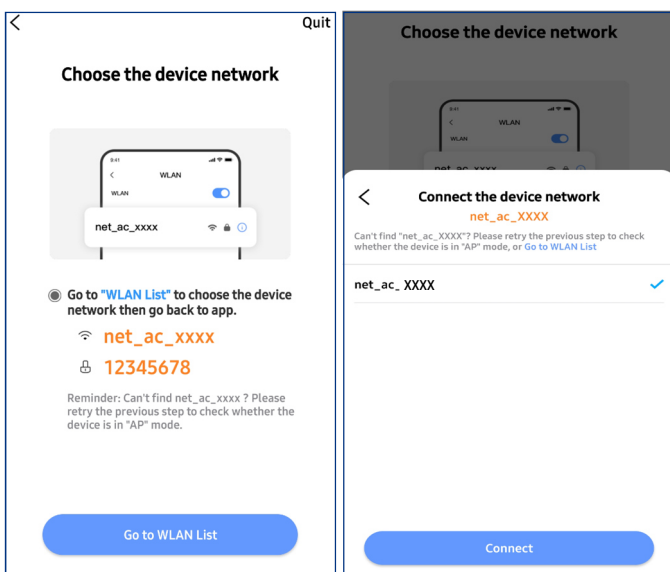 Quit
Choose the device network
9:41
WLAN
WLAN
net_ac_xxxx
Go to "WLAN List" to choose the device
network then go back to app.
net_ac_xxxx
12345678
Reminder: Can't find net_ac_xxxx ? Please
retry the previous step to check whether the
device is in "AP" mode.
Go to WLAN List
Choose the device network
9:41
WLAN
WLAN
net_ac_xxxx
Connect the device network
net_ac_XXXX
Can't find "net_ac_XXXX"? Please retry the previous step to check
whether the device is in "AP" mode, or Go to WLAN List
net_ac_ XXXX
Connect